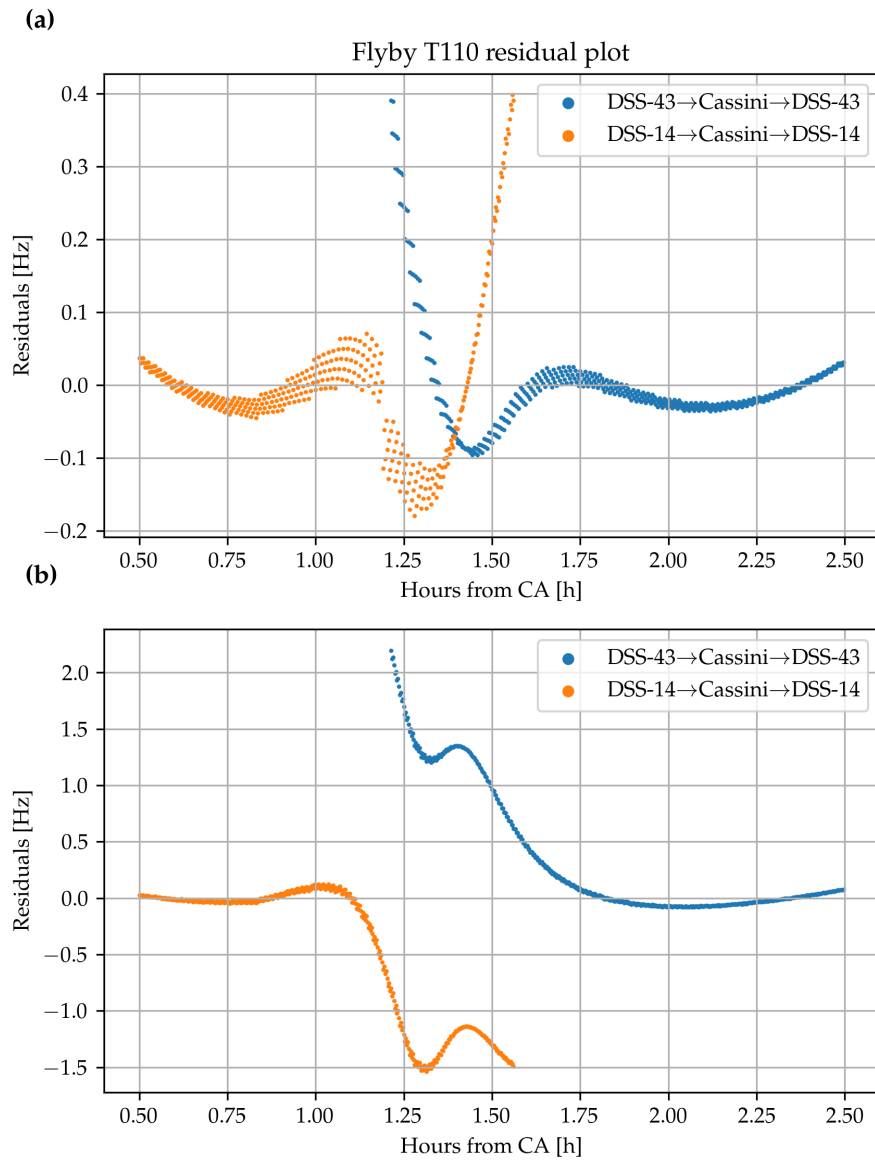 (a)
Flyby T110 residual plot
DSS-43→Cassini→DSS-43
DSS-14→Cassini→DSS-14
0.4
0.3
0.2
0.1
0.0
−0.1
−0.2
Residuals [Hz]
0.50 0.75 1.00 1.25 1.50 1.75 2.00 2.25 2.50
Hours from CA [h]
(b)
DSS-43→Cassini→DSS-43
DSS-14→Cassini→DSS-14
2.0
1.5
1.0
0.5
0.0
−0.5
−1.0
−1.5
Residuals [Hz]
0.50 0.75 1.00 1.25 1.50 1.75 2.00 2.25 2.50
Hours from CA [h]